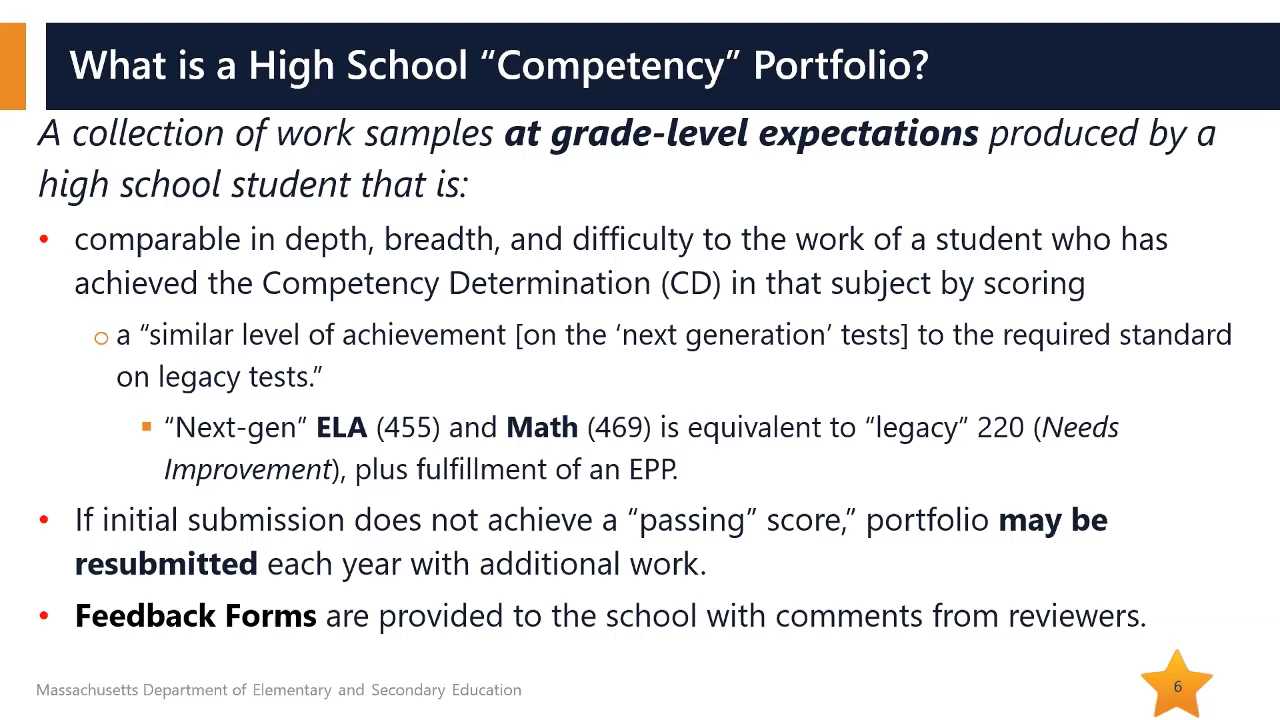 What is a High School “Competency” Portfolio?
A collection of work samples at grade-level expectations produced by a
high school student that is:
• comparable in depth, breadth, and difficulty to the work of a student who has
achieved the Competency Determination (CD) in that subject by scoring
o a “similar level of achievement [on the ‘next generation’ tests] to the required standard
on legacy tests.”
▪ “Next-gen” ELA (455) and Math (469) is equivalent to “legacy” 220 (Needs
Improvement), plus fulfillment of an EPP.
• If initial submission does not achieve a “passing” score,” portfolio may be
resubmitted each year with additional work.
• Feedback Forms are provided to the school with comments from reviewers.
Massachusetts Department of Elementary and Secondary Education
6